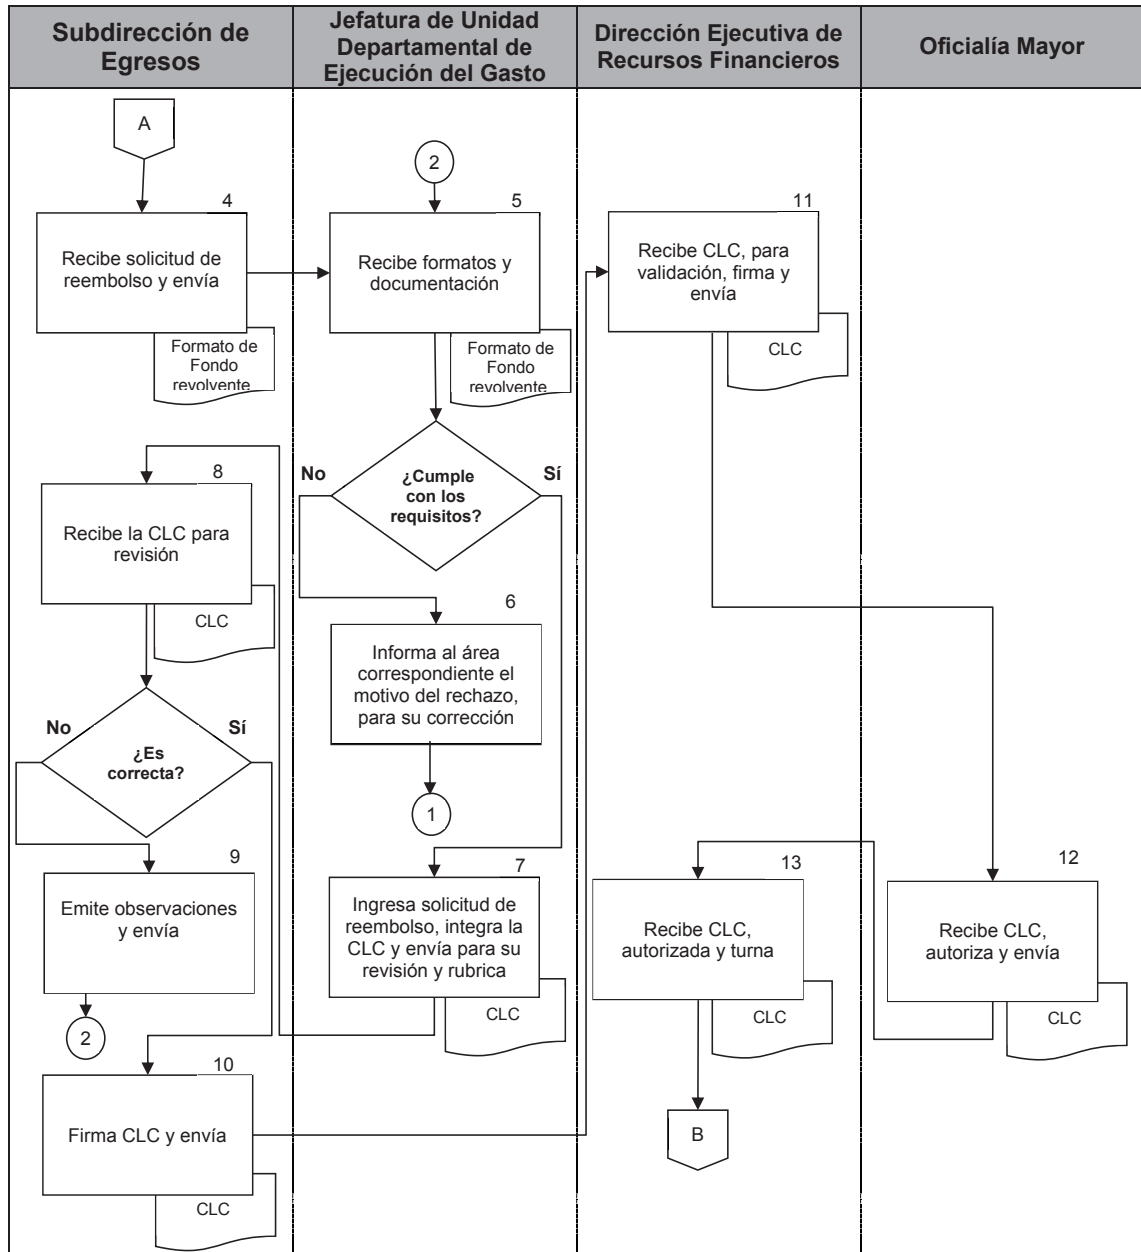 Subdirección de
Egresos
Jefatura de Unidad
Departamental de
Ejecución del Gasto
Dirección Ejecutiva de
Recursos Financieros
Oficialía Mayor
A
4
Recibe solicitud de
reembolso y envía
Formato de
Fondo
revolvente
2
5
Recibe formatos y
documentación
Formato de
Fondo
revolvente
¿Cumple
con los
requisitos?
No
Sí
6
Informa al área
correspondiente el
motivo del rechazo,
para su corrección
1
7
Ingresa solicitud de
reembolso, integra la
CLC y envía para su
revisión y rubrica
CLC
8
Recibe la CLC para
revisión
CLC
No
Sí
¿Es
correcta?
9
Emite observaciones
y envía
2
10
Firma CLC y envía
CLC
11
Recibe CLC, para
validación, firma y
envía
CLC
12
Recibe CLC,
autoriza y envía
CLC
13
Recibe CLC,
autorizada y turna
CLC
B